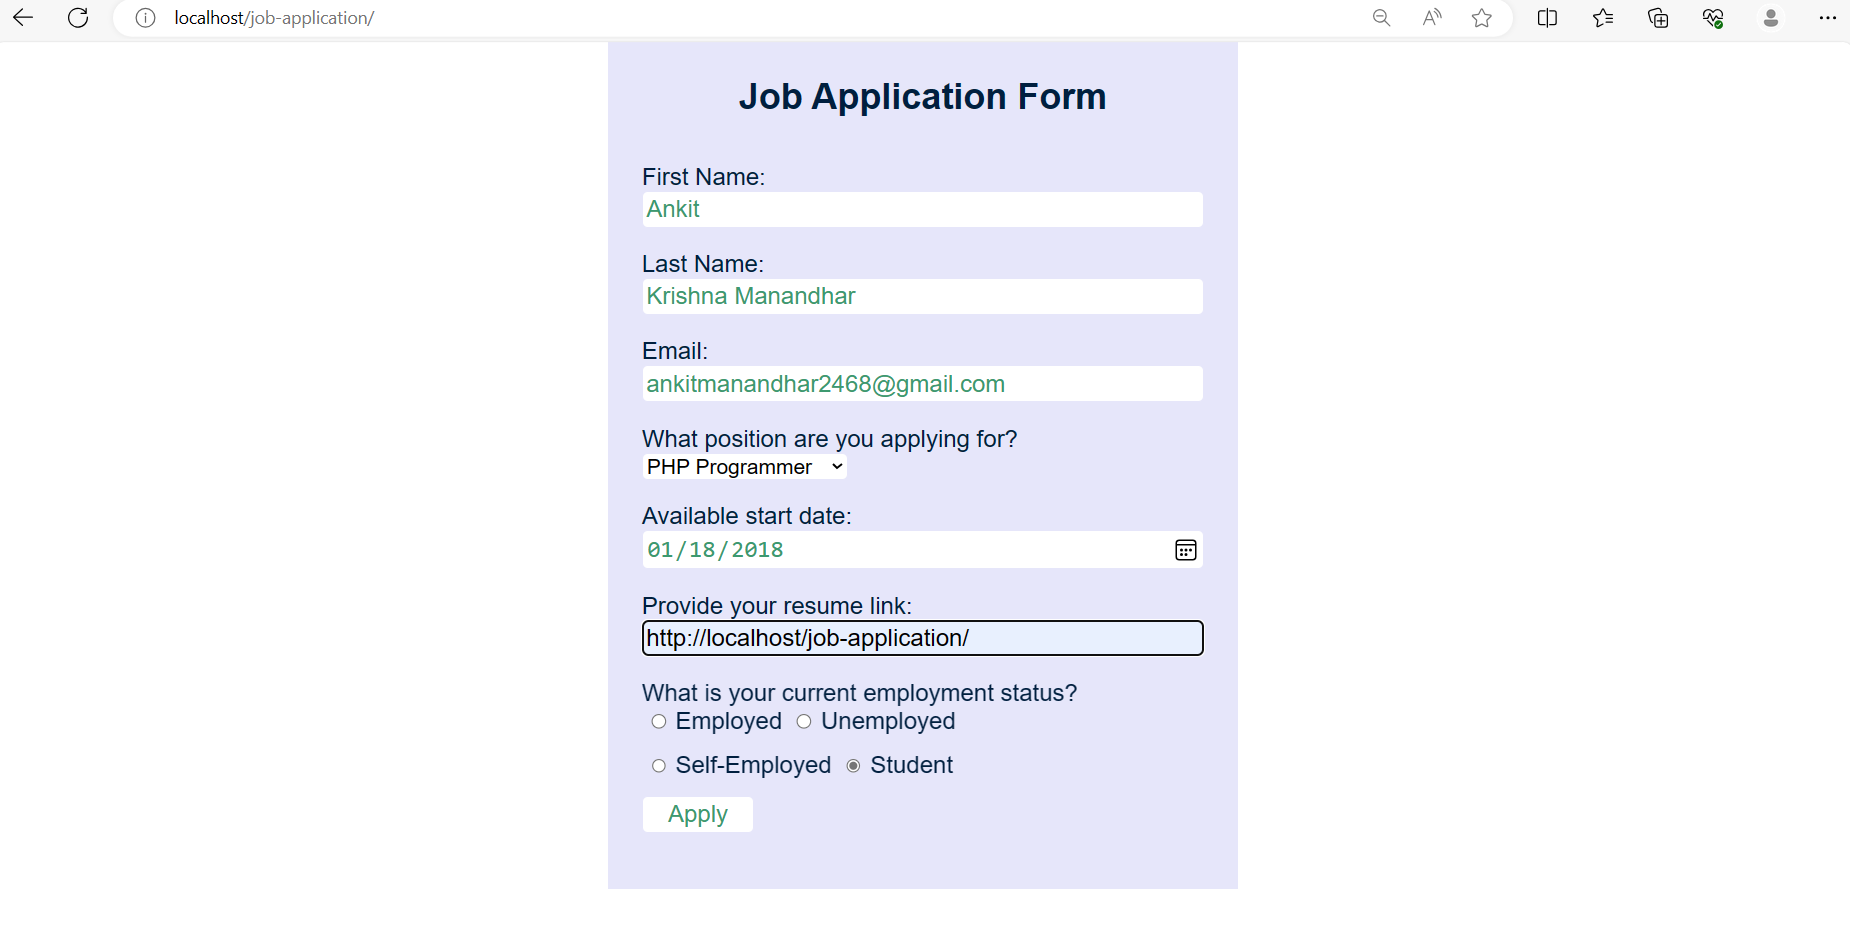 localhost/job-application/
Job Application Form
First Name:
Ankit
Last Name:
Krishna Manandhar
Email:
ankitmanandhar2468@gmail.com
What position are you applying for?
PHP Programmer
Available start date:
01/18/2018
Provide your resume link:
http://localhost/job-application/
What is your current employment status?
Employed Unemployed
Self-Employed Student
Apply